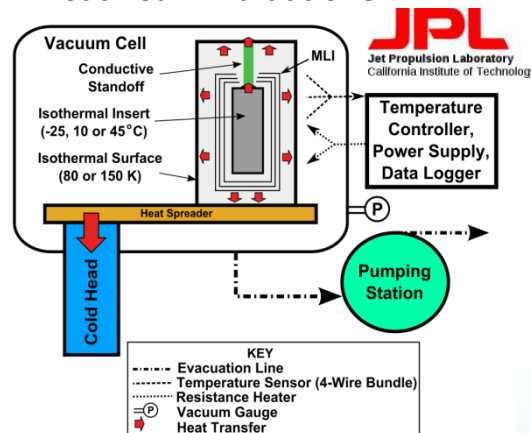 JPL
Jet Propulsion Laboratory
California Institute of Technology
Vacuum Cell
MLI
Conductive
Standoff
Isothermal Insert
(-25, 10 or 45°C)
Isothermal Surface
(80 or 150 K)
Temperature
Controller,
Power Supply,
Data Logger
Heat Spreader
P
Cold Head
Pumping
Station
KEY
Evacuation Line
Temperature Sensor (4-Wire Bundle)
Resistance Heater
P Vacuum Gauge
Heat Transfer